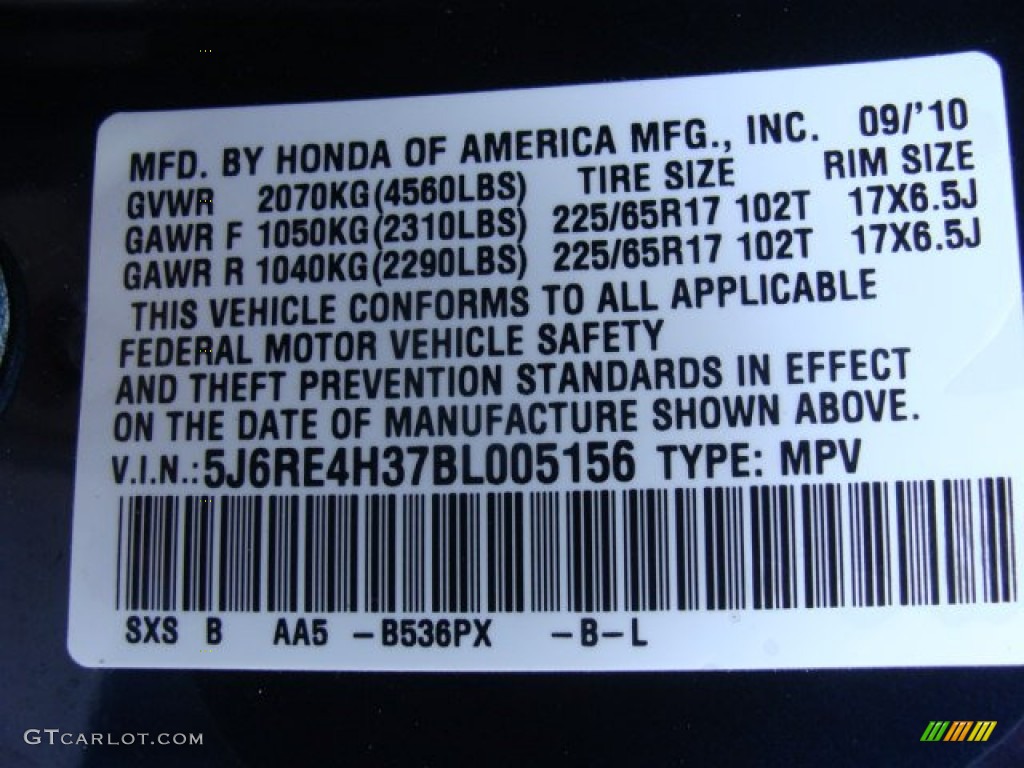 MFD. BY HONDA OF AMERICA MFG., INC. 09/'10
GVWR 2070KG(4560LBS) TIRE SIZE RIM SIZE
GAWR F 1050KG(2310LBS) 225/65R17 102T 17X6.5J
GAWR R 1040KG(2290LBS) 225/65R17 102T 17X6.5J
THIS VEHICLE CONFORMS TO ALL APPLICABLE
FEDERAL MOTOR VEHICLE SAFETY
AND THEFT PREVENTION STANDARDS IN EFFECT
ON THE DATE OF MANUFACTURE SHOWN ABOVE.
V.I.N.:5J6RE4H37BL005156 TYPE: MPV
SXS B AA5 -B536PX -B-L
GTCARLOT.COM